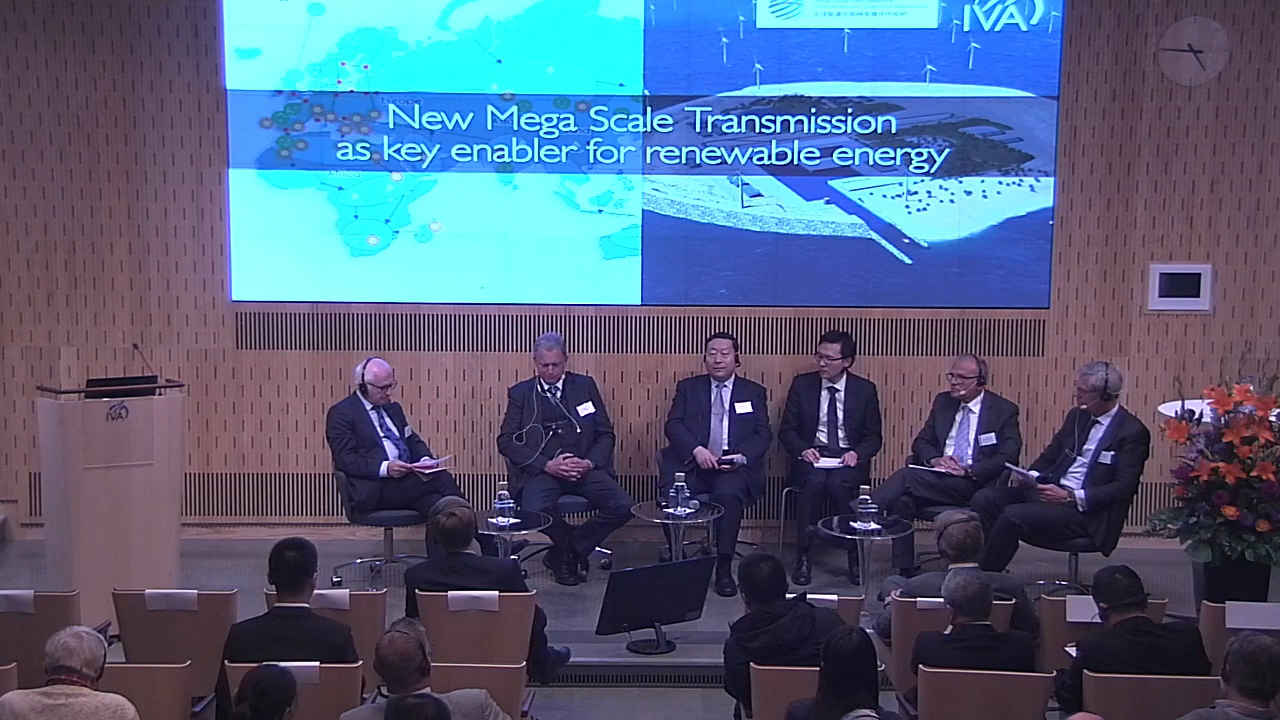 IVA
New Mega Scale Transmission
as key enabler for renewable energy
IVA